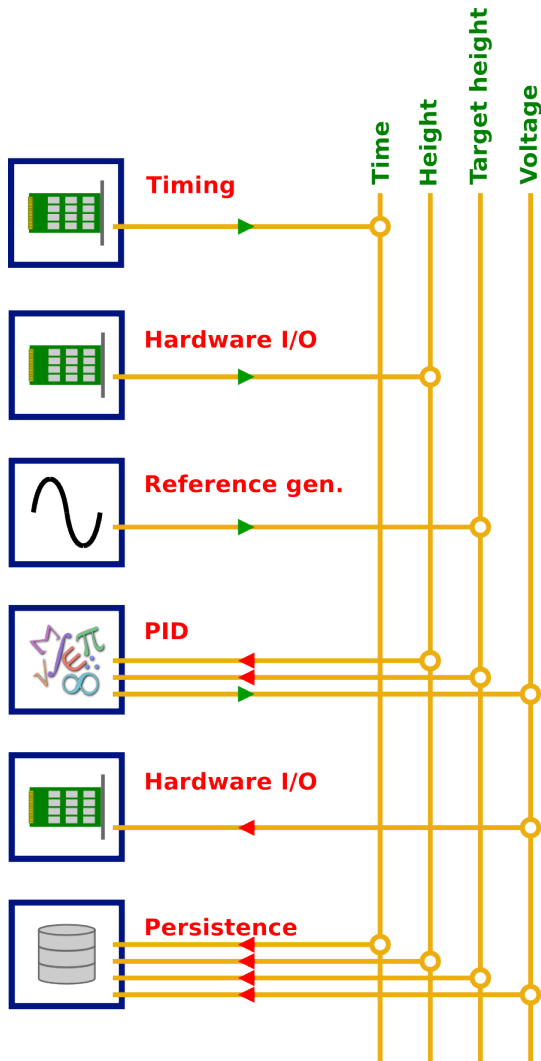 Time
Height
Target height
Voltage
Timing
Hardware I/O
Reference gen.
PID
Hardware I/O
Persistence